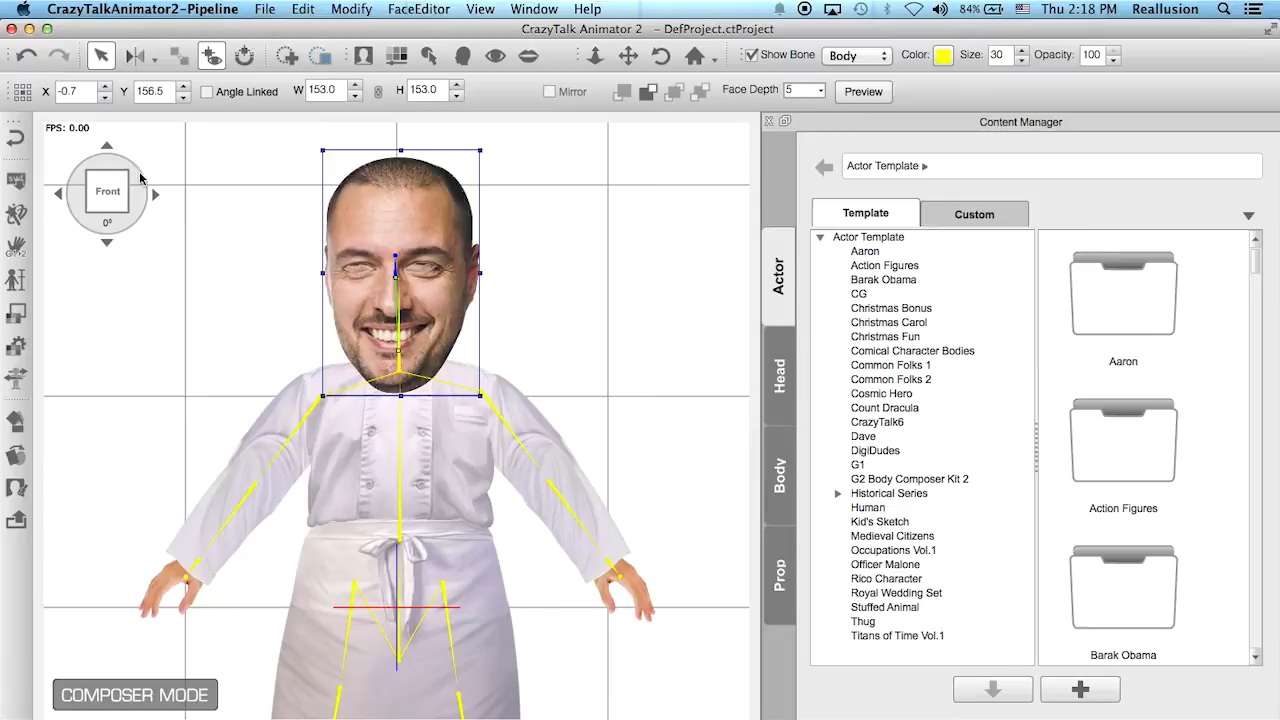 CrazyTalkAnimator2-Pipeline File Edit Modify FaceEditor View Window Help 84% Thu 2:18 PM Reallusion
CrazyTalk Animator 2 – DefProject.ctProject
Show Bone Body Color: Size: 30 Opacity: 100
X -0.7 Y 156.5 Angle Linked W 153.0 H 153.0 Mirror Face Depth 5 Preview
FPS: 0.00
Front
0°
COMPOSER MODE
Content Manager
Actor Template
Template Custom
Actor
Head
Body
Prop
Actor Template
Aaron
Action Figures
Barak Obama
CG
Christmas Bonus
Christmas Carol
Christmas Fun
Comical Character Bodies
Common Folks 1
Common Folks 2
Cosmic Hero
Count Dracula
CrazyTalk6
Dave
DigiDudes
G1
G2 Body Composer Kit 2
Historical Series
Human
Kid's Sketch
Medieval Citizens
Occupations Vol.1
Officer Malone
Rico Character
Royal Wedding Set
Stuffed Animal
Thug
Titans of Time Vol.1
Aaron
Action Figures
Barak Obama